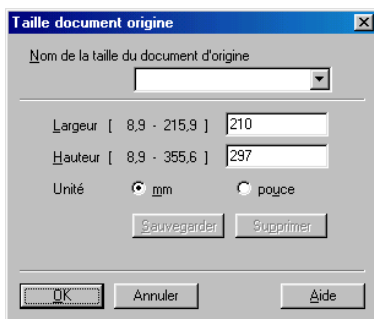 Taille document origine
Nom de la taille du document d'origine
Largeur [ 8,9 - 215,9 ] 210
Hauteur [ 8,9 - 355,6 ] 297
Unité mm pouce
Sauvegarder Supprimer
OK Annuler Aide